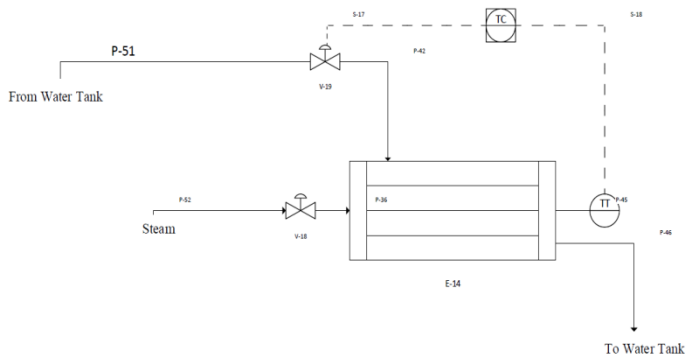 S-17
TC
S-18
P-51
P-42
From Water Tank
V-19
P-52
P-36
TT
P-45
Steam
V-18
P-46
E-14
To Water Tank